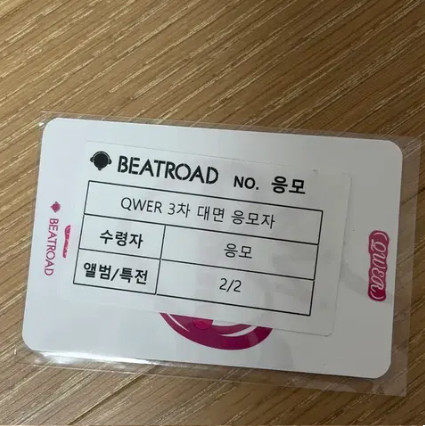 BEATROAD NO. 응모
QWER 3차 대면 응모자
수령자 응모
앨범/특전 2/2
BEATROAD
QWER